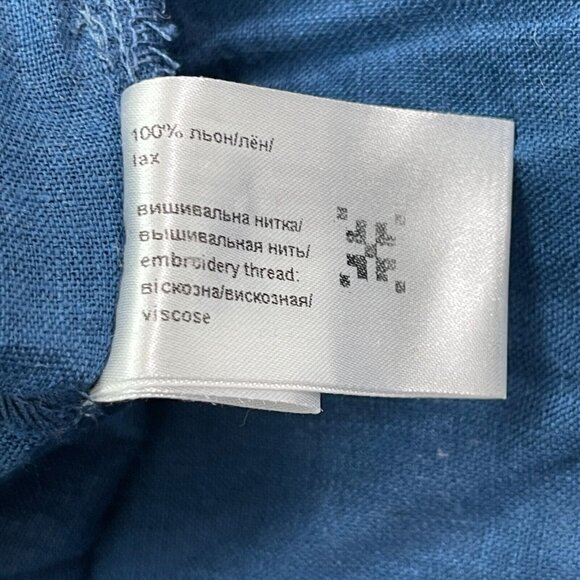 100% льон/лён/
lax
вишивальна нитка/
вышивальная нить/
embroidery thread:
віскозна/вискозная/
viscose